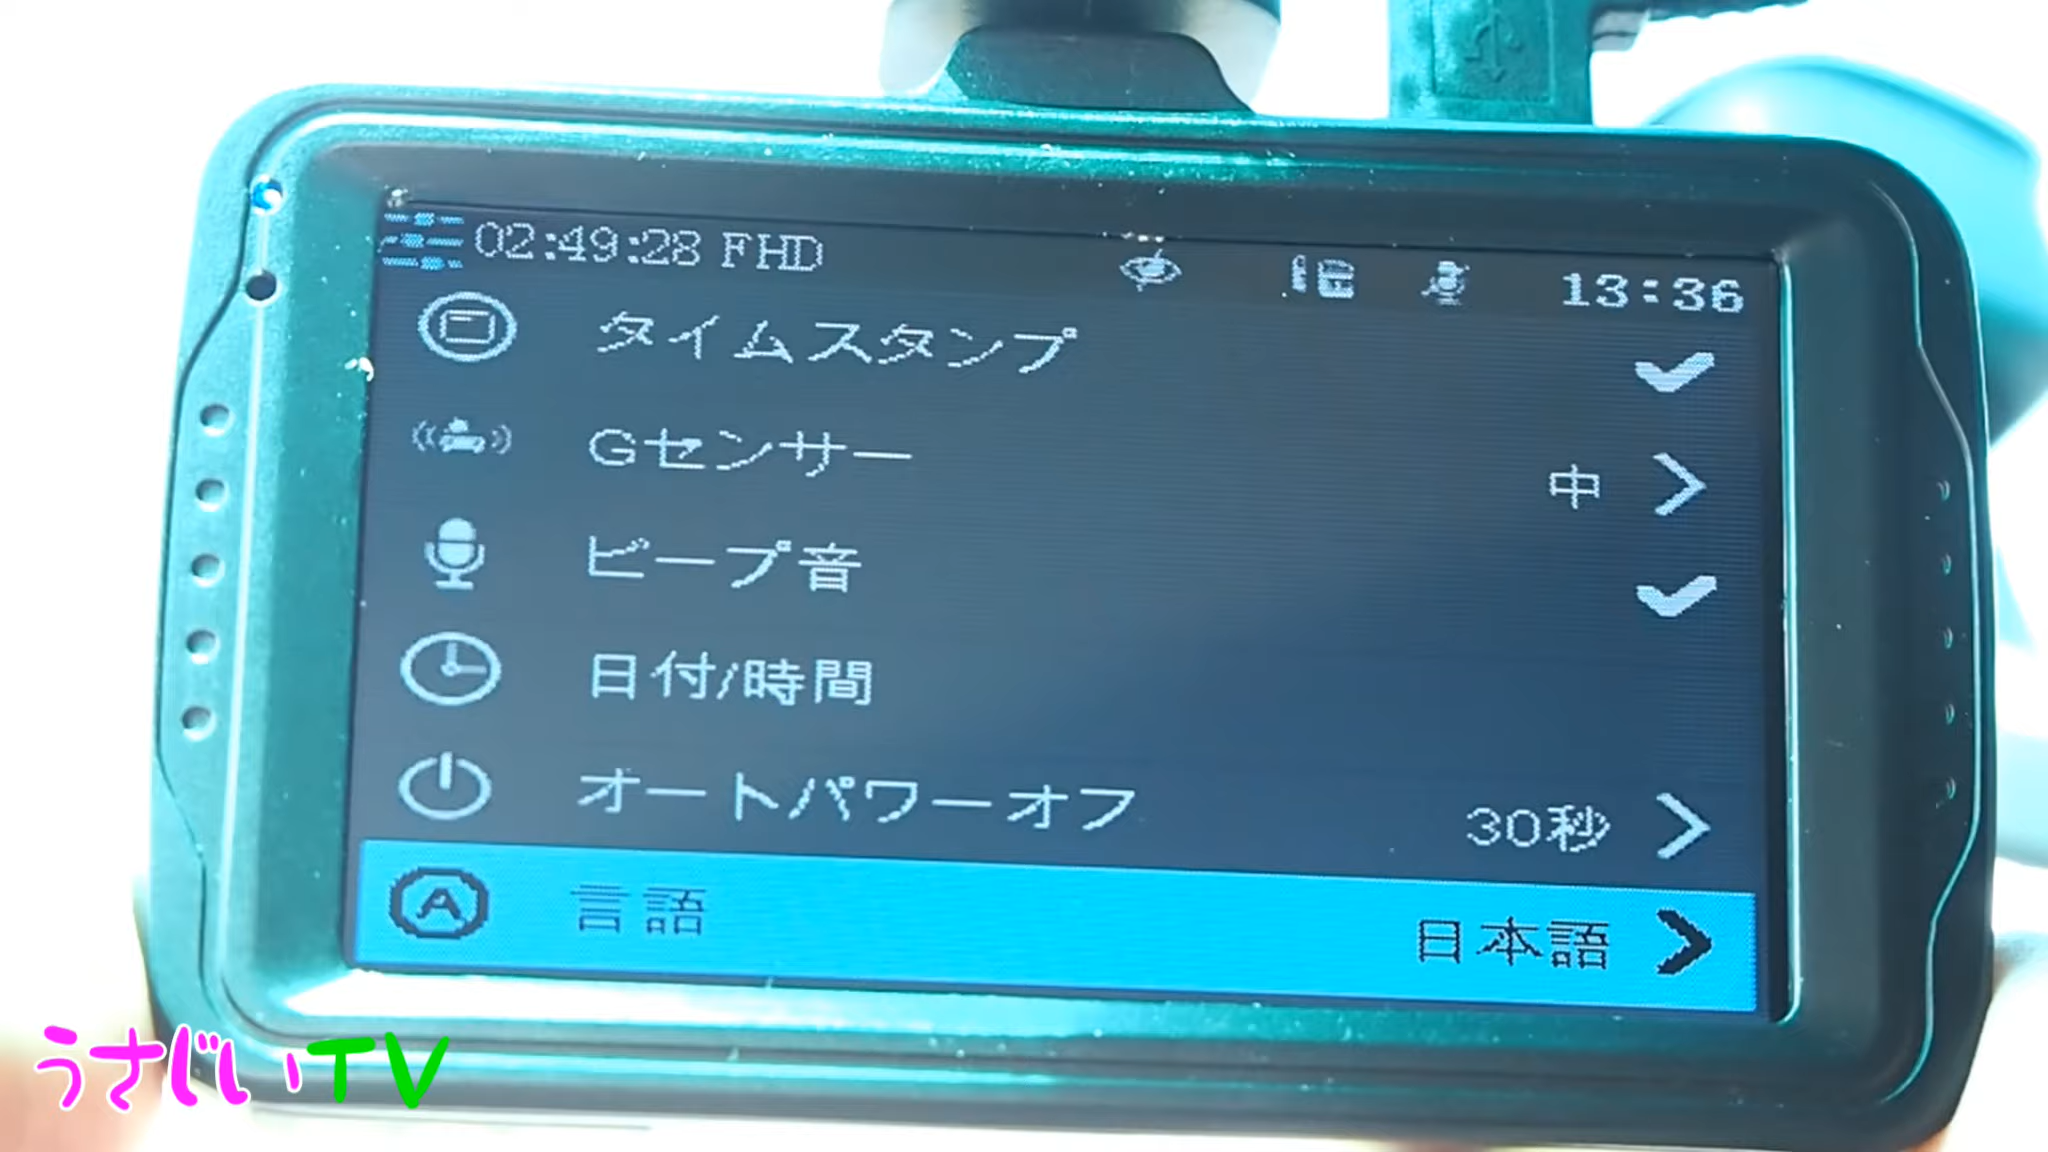 02:49:28 FHD 13:36
タイムスタンプ
Gセンサー 中
ビープ音
日付/時間
オートパワーオフ 30秒
言語 日本語
うさじいTV